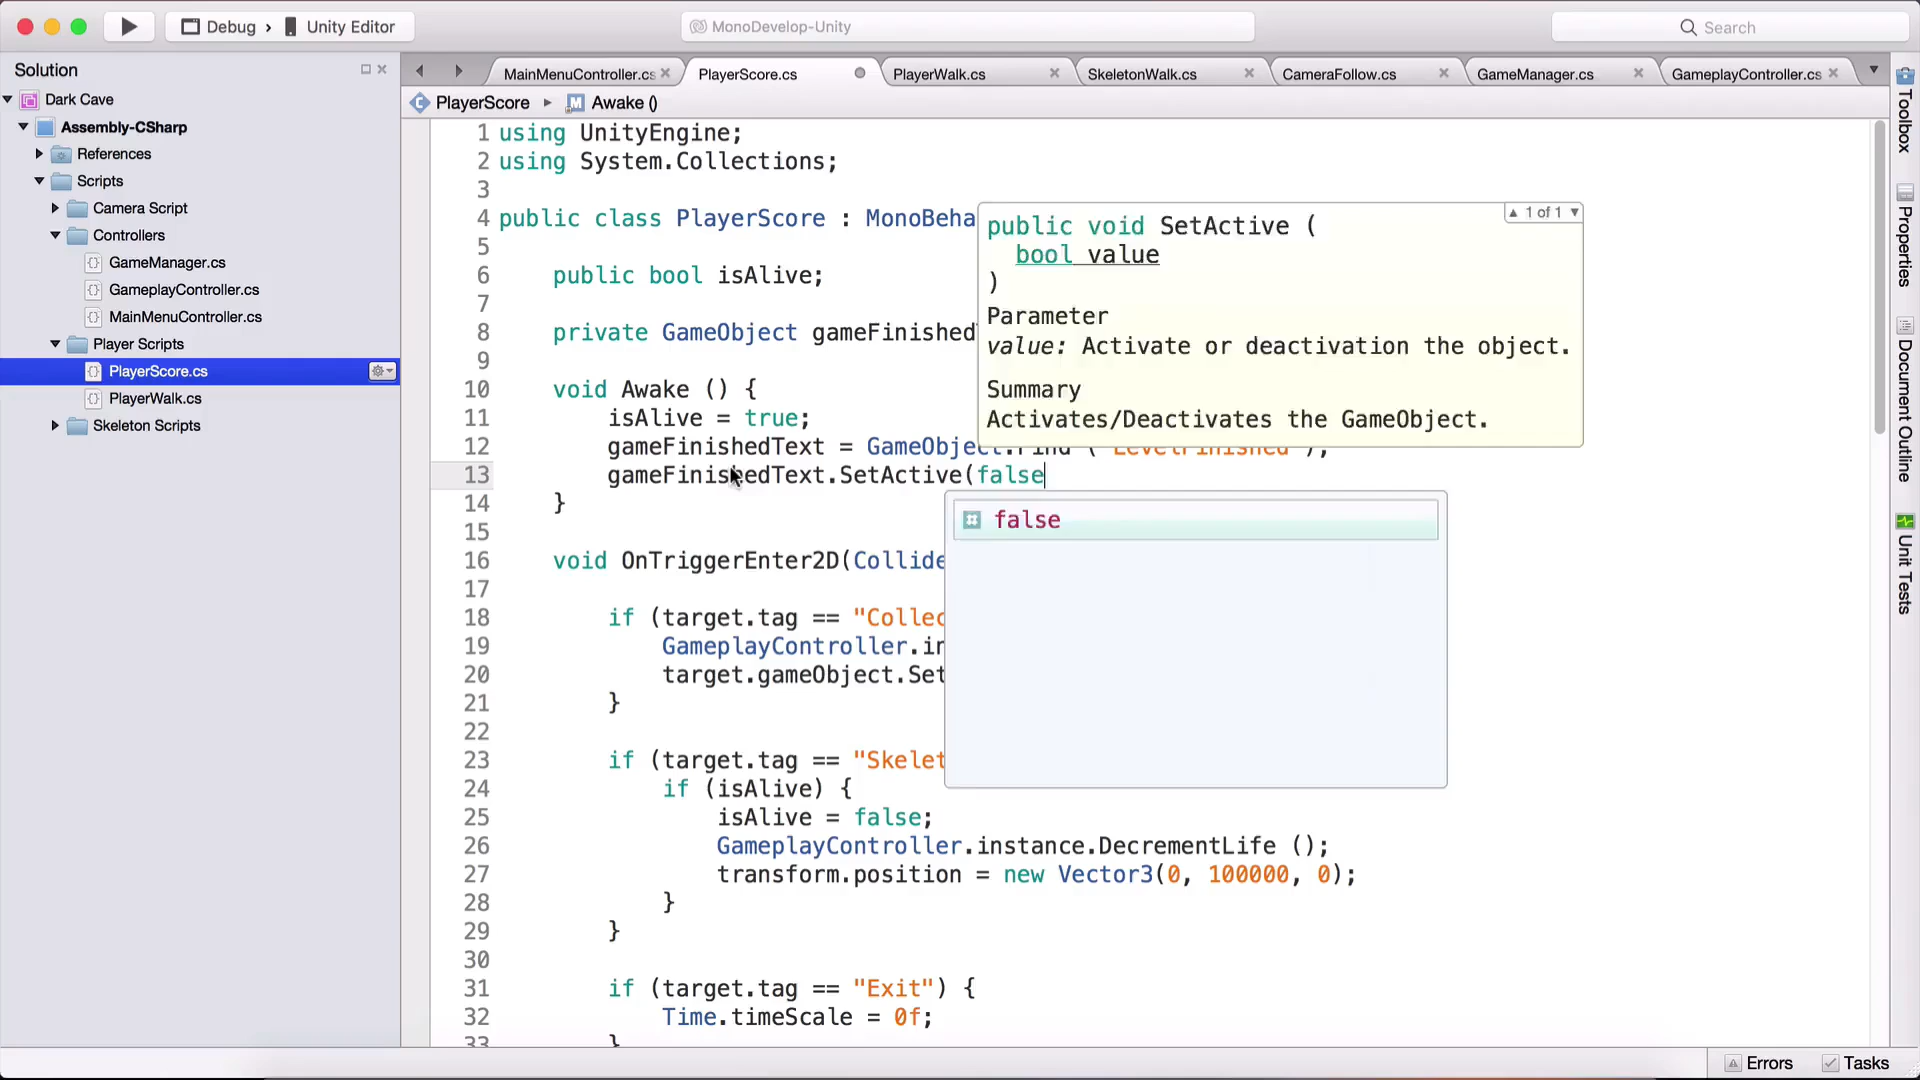 Debug › Unity Editor
MonoDevelop-Unity
Search
Solution
Dark Cave
Assembly-CSharp
References
Scripts
Camera Script
Controllers
GameManager.cs
GameplayController.cs
MainMenuController.cs
Player Scripts
PlayerScore.cs
PlayerWalk.cs
Skeleton Scripts
MainMenuController.cs
PlayerScore.cs
PlayerWalk.cs
SkeletonWalk.cs
CameraFollow.cs
GameManager.cs
GameplayController.cs
PlayerScore ▸ M Awake ()
1 using UnityEngine;
2 using System.Collections;
3
4 public class PlayerScore : MonoBeha
5
6 public bool isAlive;
7
8 private GameObject gameFinished
9
10 void Awake () {
11 isAlive = true;
12 gameFinishedText = GameObject.Find ("LevelFinished");
13 gameFinishedText.SetActive(false
14 }
15
16 void OnTriggerEnter2D(Collide
17
18 if (target.tag == "Collec
19 GameplayController.in
20 target.gameObject.Set
21 }
22
23 if (target.tag == "Skelet
24 if (isAlive) {
25 isAlive = false;
26 GameplayController.instance.DecrementLife ();
27 transform.position = new Vector3(0, 100000, 0);
28 }
29 }
30
31 if (target.tag == "Exit") {
32 Time.timeScale = 0f;
33 }
▲ 1 of 1 ▼
public void SetActive (
bool value
)
Parameter
value: Activate or deactivation the object.
Summary
Activates/Deactivates the GameObject.
false
Toolbox
Properties
Document Outline
Unit Tests
Errors
Tasks